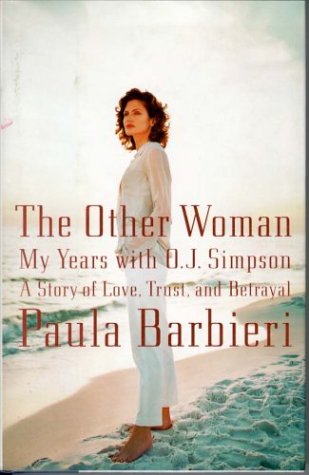 The Other Woman
My Years with O.J. Simpson
A Story of Love, Trust, and Betrayal
Paula Barbieri